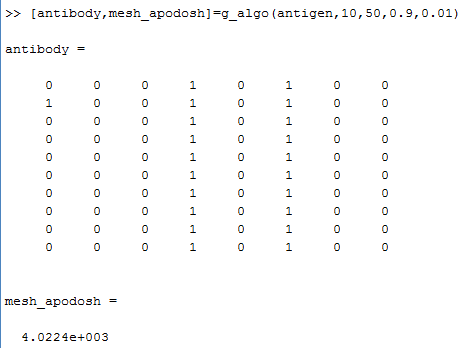 >> [antibody,mesh_apodosh]=g_algo(antigen,10,50,0.9,0.01)
antibody =
0 0 0 1 0 1 0 0
1 0 0 1 0 1 0 0
0 0 0 1 0 1 0 0
0 0 0 1 0 1 0 0
0 0 0 1 0 1 0 0
0 0 0 1 0 1 0 0
0 0 0 1 0 1 0 0
0 0 0 1 0 1 0 0
0 0 0 1 0 1 0 0
0 0 0 1 0 1 0 0
mesh_apodosh =
4.0224e+003